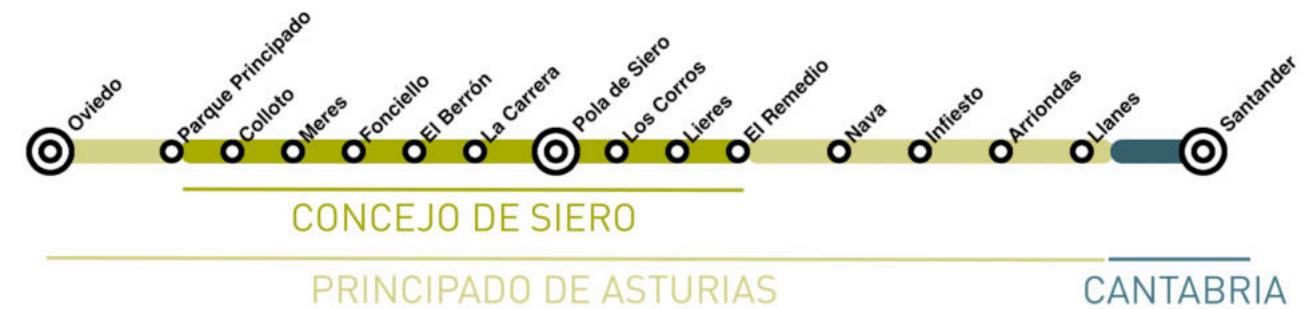 Oviedo
Parque Principado
Colloto
Meres
Fonciello
El Berrón
La Carrera
Pola de Siero
Los Corros
Lieres
El Remedio
Nava
Infiesto
Arriondas
Llanes
Santander
CONCEJO DE SIERO
PRINCIPADO DE ASTURIAS
CANTABRIA